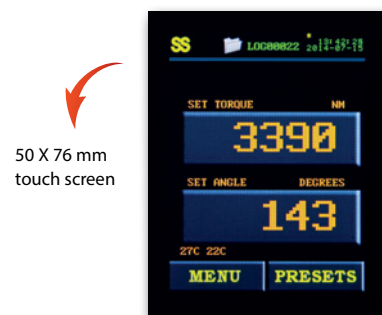 SS LOG00022 13:42:28
2014-07-15
SET TORQUE NM
3390
50 X 76 mm
touch screen
SET ANGLE DEGREES
143
27C 22C
MENU PRESETS